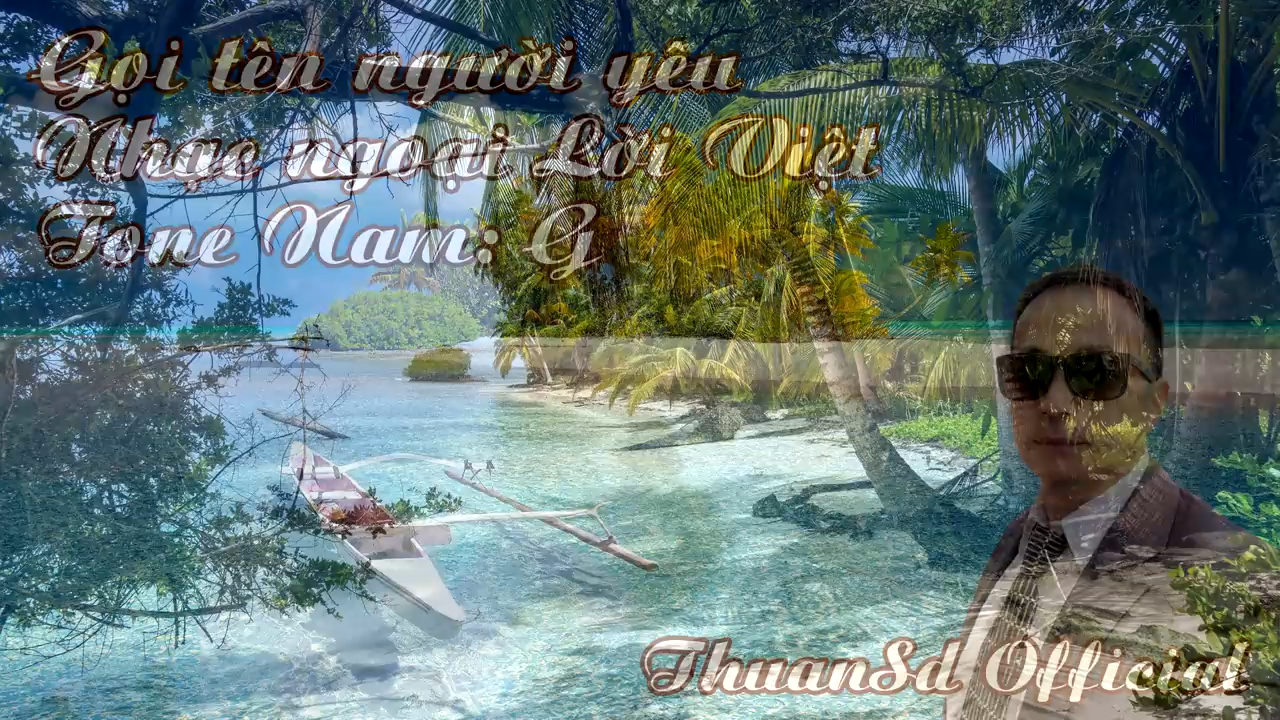 Gọi tên người yêu
Nhạc ngoại Lời Việt
Tone Nam: G
ThuanSd Official